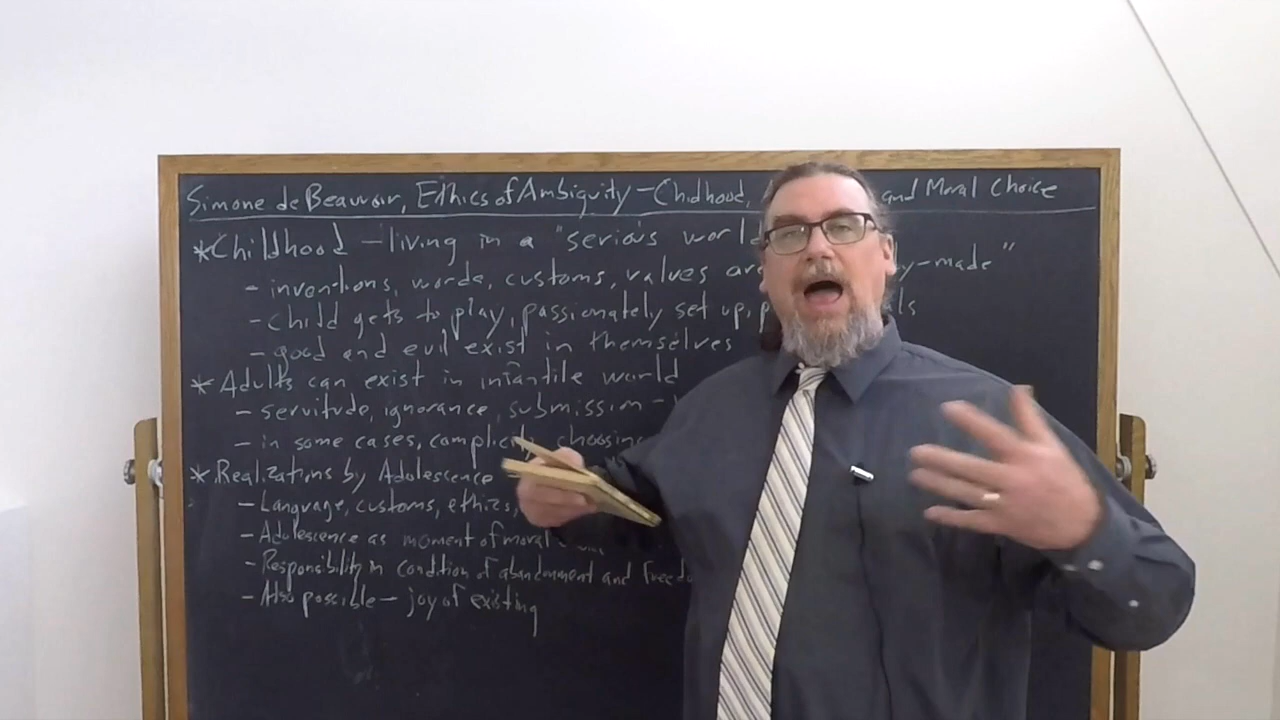 Simone de Beauvoir, Ethics of Ambiguity - Chidhood, and Moral Choice
* Childhood - living in a "serious world
- inventions, words, customs, values are y-made"
- Child gets to play, passionately set up, p ls
- good and evil exist in themselves
* Adults can exist in infantile world
- servitude, ignorance, submission -
- in some cases, complicity, choosing
* Realizations by Adolescence
- Language, customs, ethics,
- Adolescence as moment of moral
- Responsibility in condition of abandonment and freedo
- Also possible - joy of existing